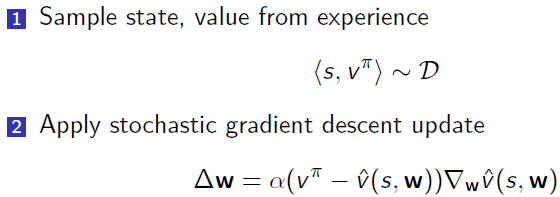 1 Sample state, value from experience
⟨s, v^π⟩ ∼ 𝒟
2 Apply stochastic gradient descent update
Δ𝐰 = α(v^π − v̂(s, 𝐰))∇_𝐰 v̂(s, 𝐰)